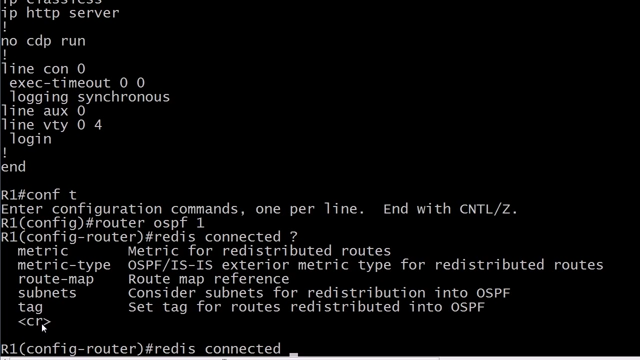 ip classless
ip http server
!
no cdp run
!
line con 0
exec-timeout 0 0
logging synchronous
line aux 0
line vty 0 4
login
!
end
R1#conf t
Enter configuration commands, one per line. End with CNTL/Z.
R1(config)#router ospf 1
R1(config-router)#redis connected ?
metric Metric for redistributed routes
metric-type OSPF/IS-IS exterior metric type for redistributed routes
route-map Route map reference
subnets Consider subnets for redistribution into OSPF
tag Set tag for routes redistributed into OSPF
<cr>
R1(config-router)#redis connected